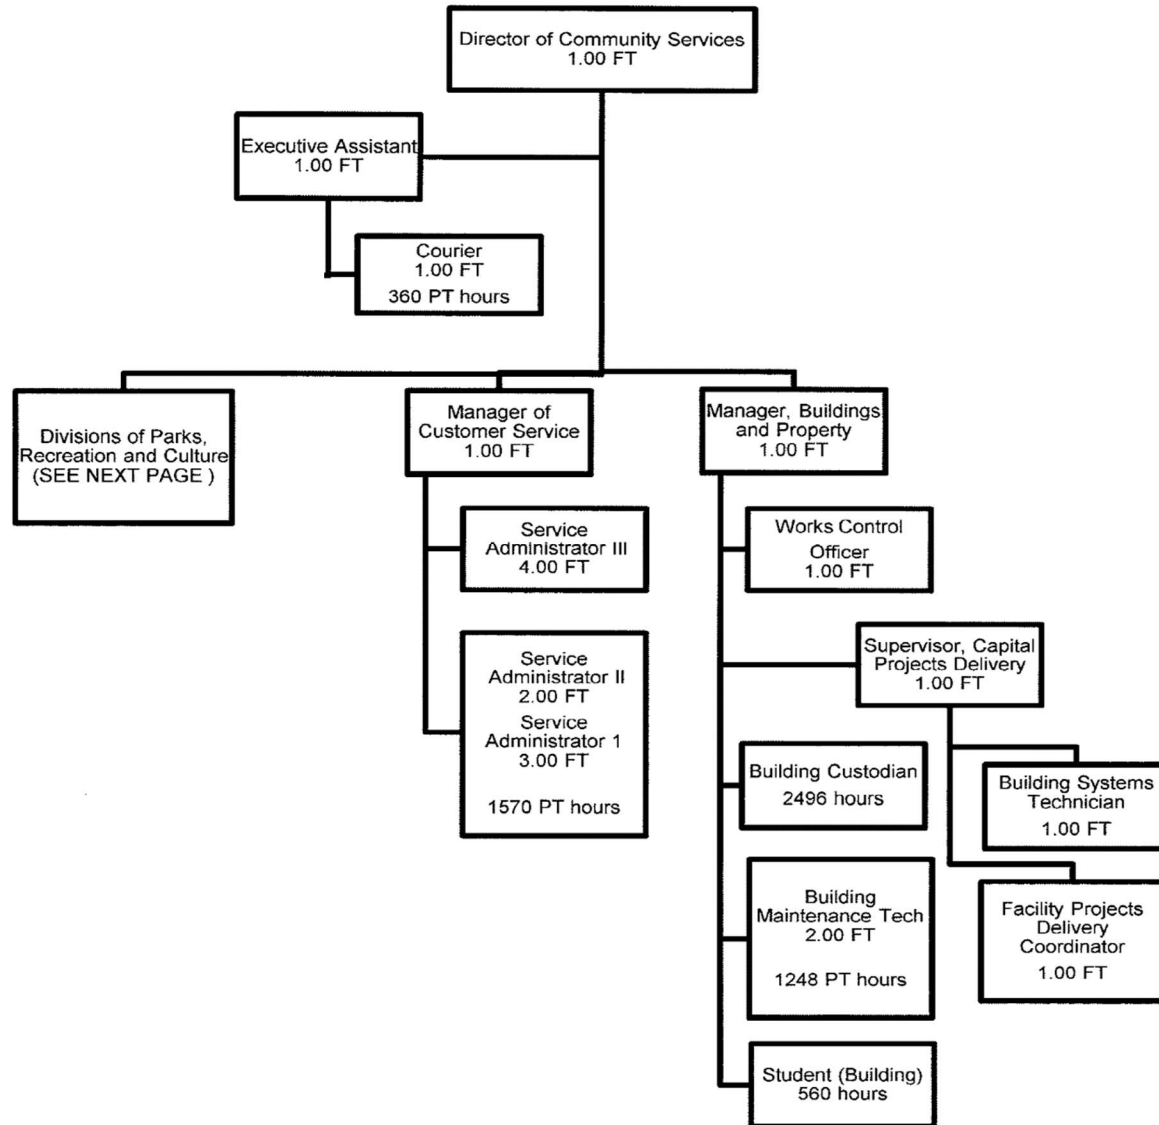 Director of Community Services
1.00 FT
Executive Assistant
1.00 FT
Courier
1.00 FT
360 PT hours
Divisions of Parks,
Recreation and Culture
(SEE NEXT PAGE )
Manager of
Customer Service
1.00 FT
Service
Administrator III
4.00 FT
Service
Administrator II
2.00 FT
Service
Administrator 1
3.00 FT
1570 PT hours
Manager, Buildings
and Property
1.00 FT
Works Control
Officer
1.00 FT
Supervisor, Capital
Projects Delivery
1.00 FT
Building Systems
Technician
1.00 FT
Facility Projects
Delivery
Coordinator
1.00 FT
Building Custodian
2496 hours
Building
Maintenance Tech
2.00 FT
1248 PT hours
Student (Building)
560 hours